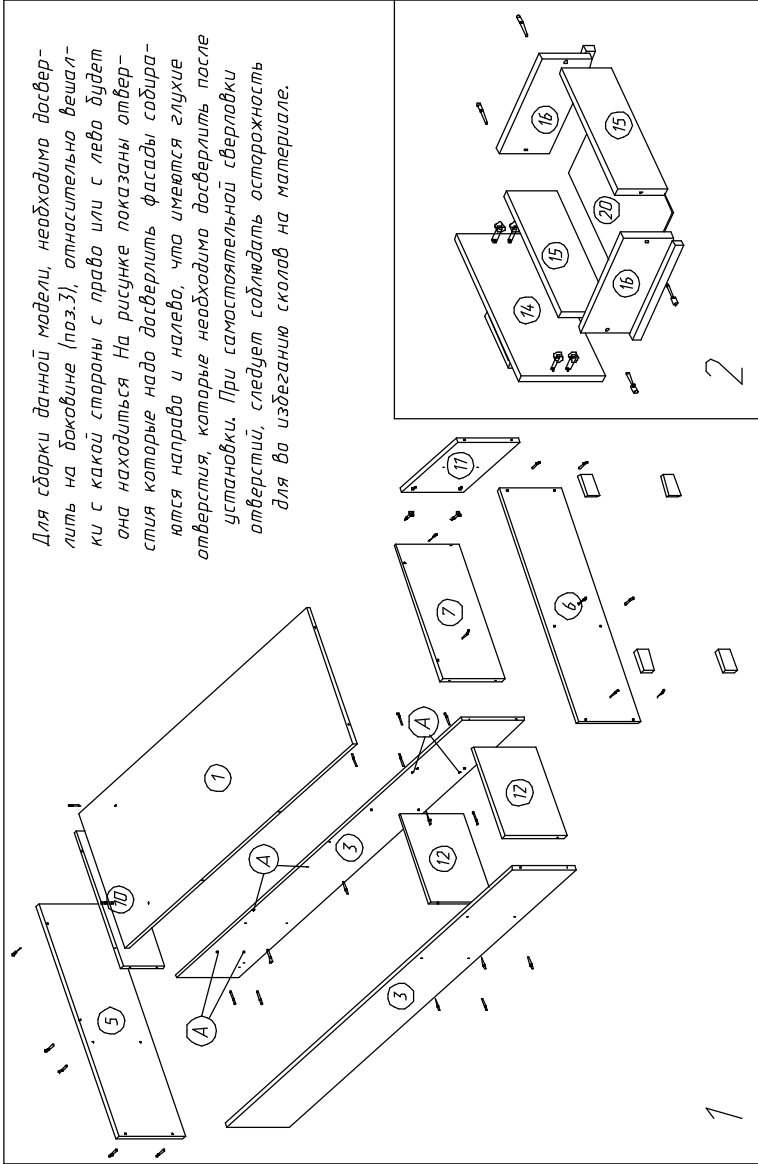 Для сборки данной модели, необходимо досвер-
лить на боковине (поз.3), относительно вешал-
ки с какой стороны с право или с лево будет
она находиться На рисунке показаны отвер-
стия которые надо досверлить фасады собира-
ются направо и налево, что имеются глухие
отверстия, которые необходимо досверлить после
установки. При самостоятельной сверловки
отверстий, следует соблюдать осторожность
для во избеганию сколов на материале.
5
10
1
A
A
3
3
A
12
12
7
11
6
1
14
15
16
20
16
15
2